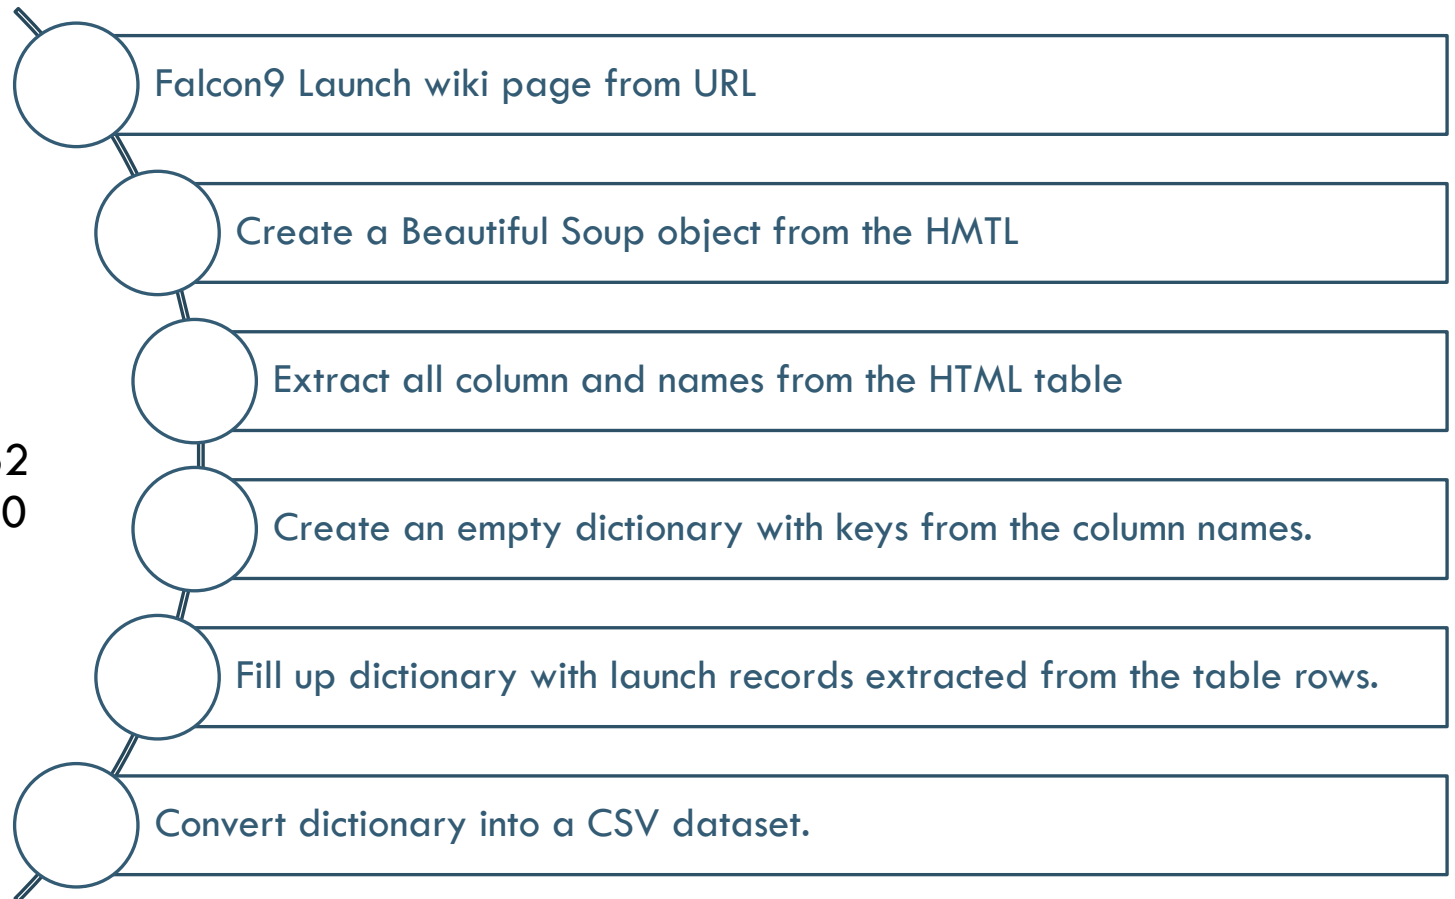 Falcon9 Launch wiki page from URL
Create a Beautiful Soup object from the HMTL
Extract all column and names from the HTML table
2
0
Create an empty dictionary with keys from the column names.
Fill up dictionary with launch records extracted from the table rows.
Convert dictionary into a CSV dataset.